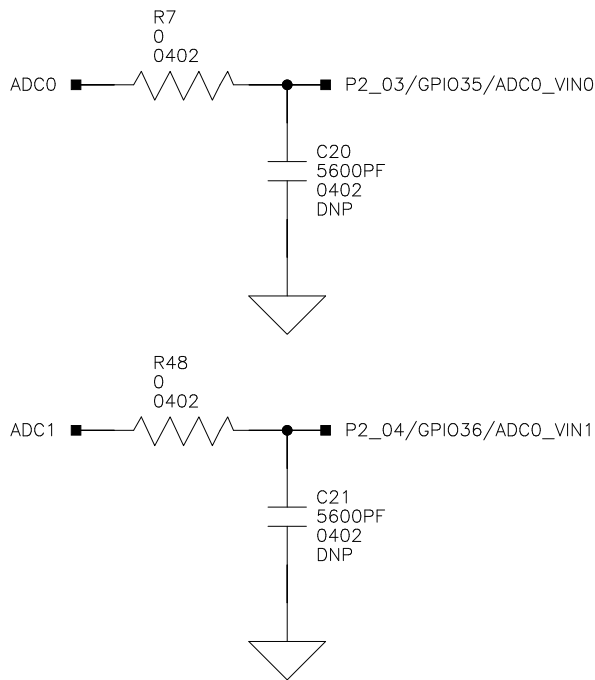 R7
0
0402
ADC0
P2_03/GPIO35/ADC0_VIN0
C20
5600PF
0402
DNP
R48
0
0402
ADC1
P2_04/GPIO36/ADC0_VIN1
C21
5600PF
0402
DNP